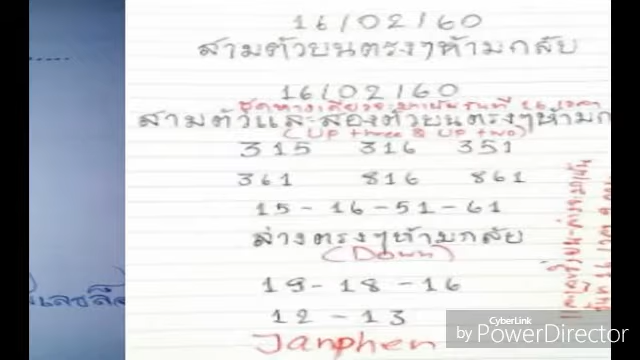 16/02/60
สามตัวบนตรงๆห้ามกลับ
16/02/60
สามตัวและสองตัวบนตรงๆห้าม
(UP three & UP two)
315 316 351
361 816 861
15-16-51-61
ล่างตรงๆห้ามกลับ
(Down)
19-18-16
12-13
Janphen
CyberLink
by PowerDirector